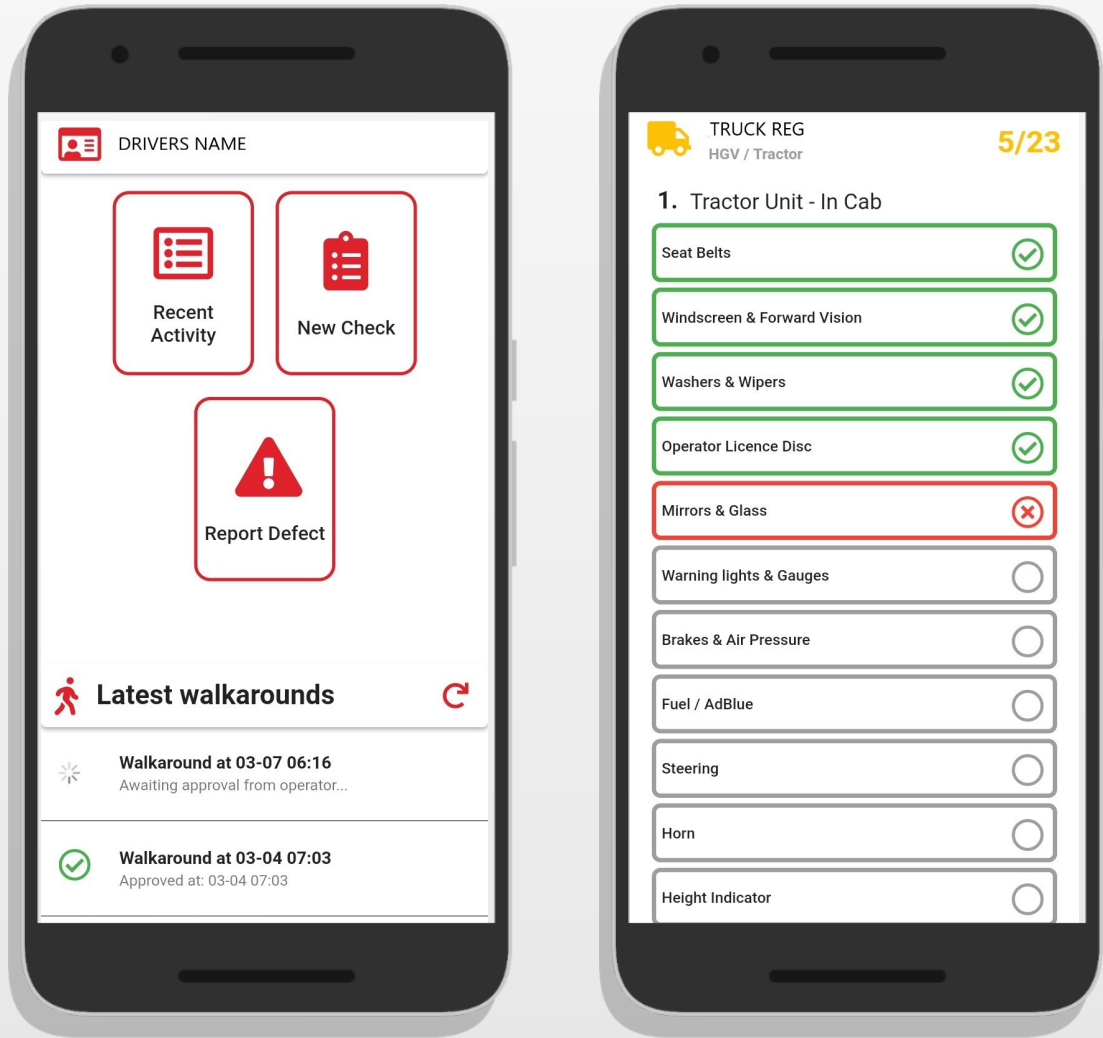 DRIVERS NAME
Recent
Activity
New Check
Report Defect
Latest walkarounds
Walkaround at 03-07 06:16
Awaiting approval from operator...
Walkaround at 03-04 07:03
Approved at: 03-04 07:03
TRUCK REG
HGV / Tractor
5/23
1. Tractor Unit - In Cab
Seat Belts
Windscreen & Forward Vision
Washers & Wipers
Operator Licence Disc
Mirrors & Glass
Warning lights & Gauges
Brakes & Air Pressure
Fuel / AdBlue
Steering
Horn
Height Indicator